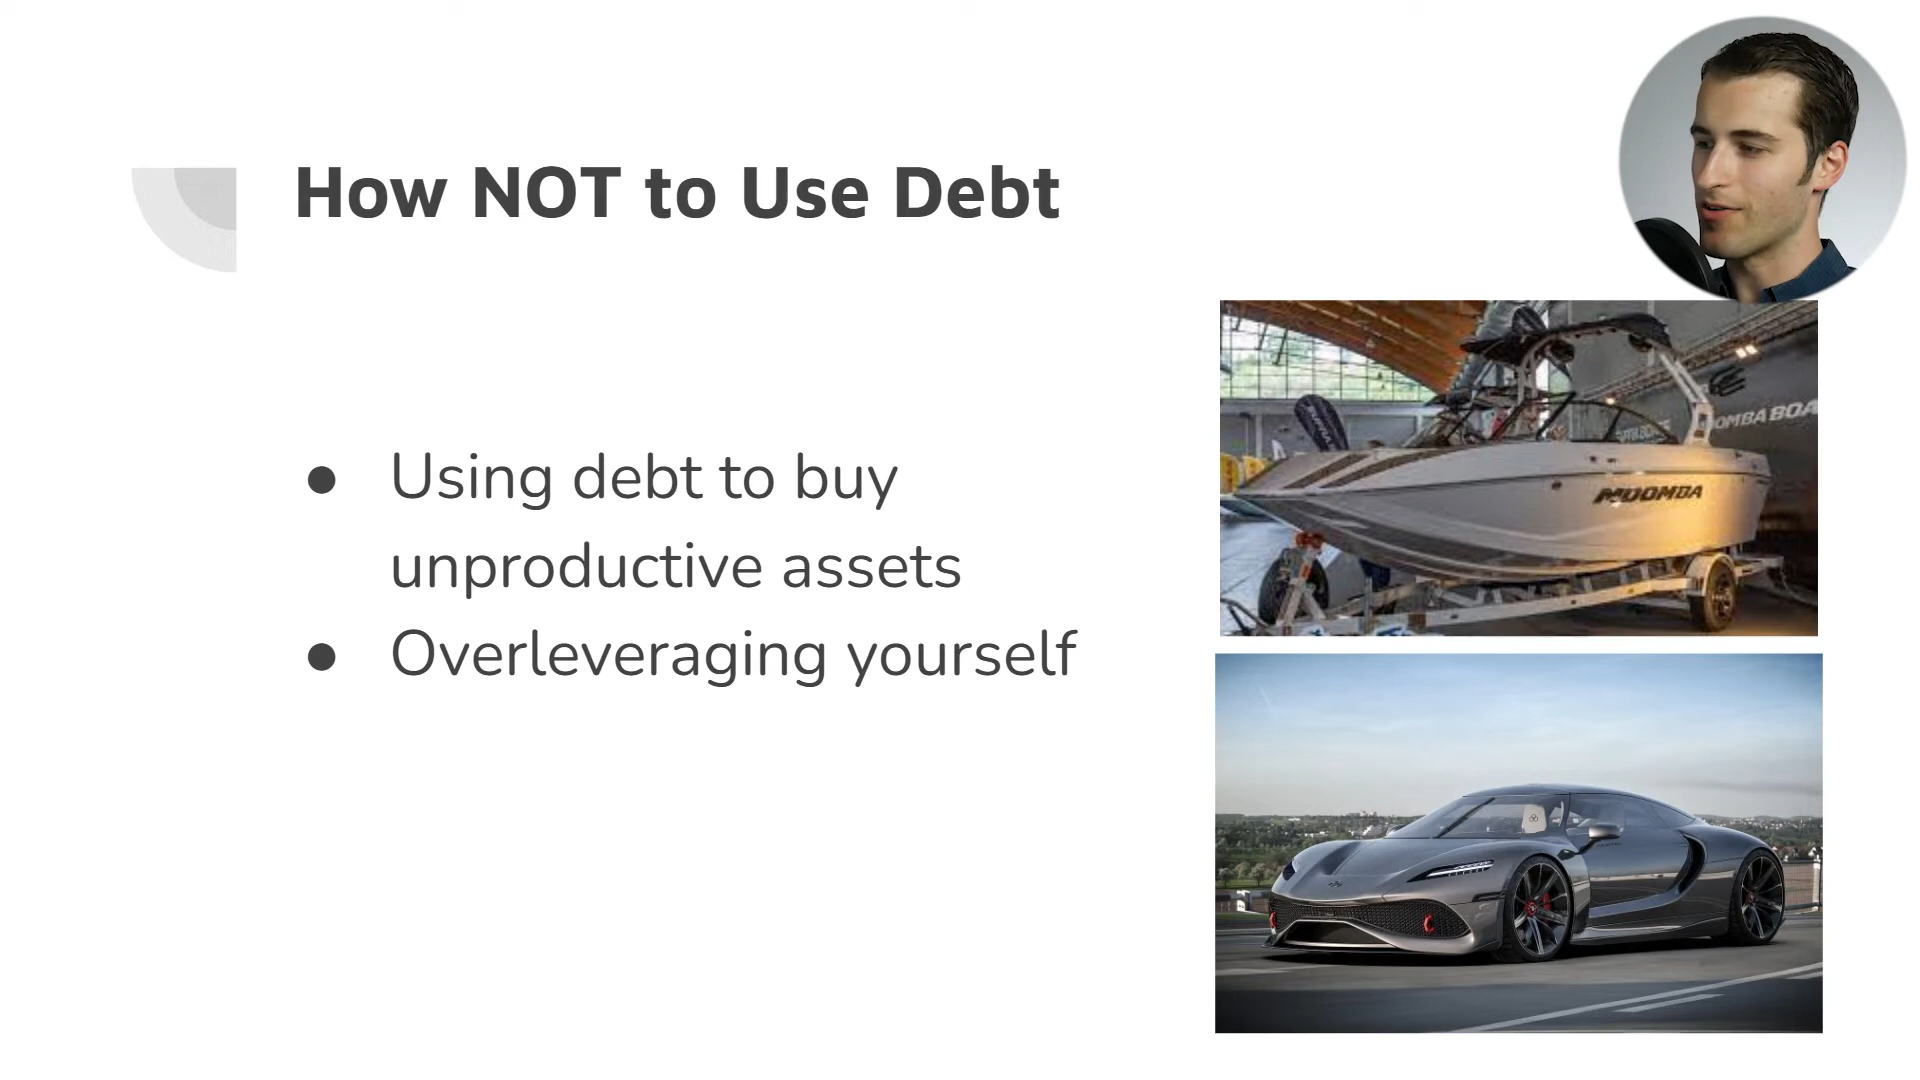 How NOT to Use Debt
● Using debt to buy
unproductive assets
● Overleveraging yourself
MOOMBA
OMBA BOA